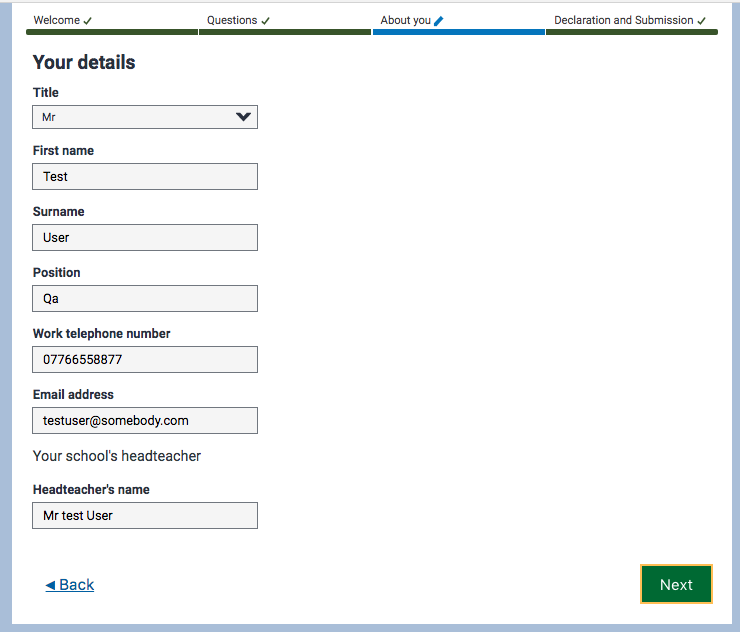 Welcome Questions About you Declaration and Submission
Your details
Title
Mr
First name
Test
Surname
User
Position
Qa
Work telephone number
07766558877
Email address
testuser@somebody.com
Your school's headteacher
Headteacher's name
Mr test User
Back Next